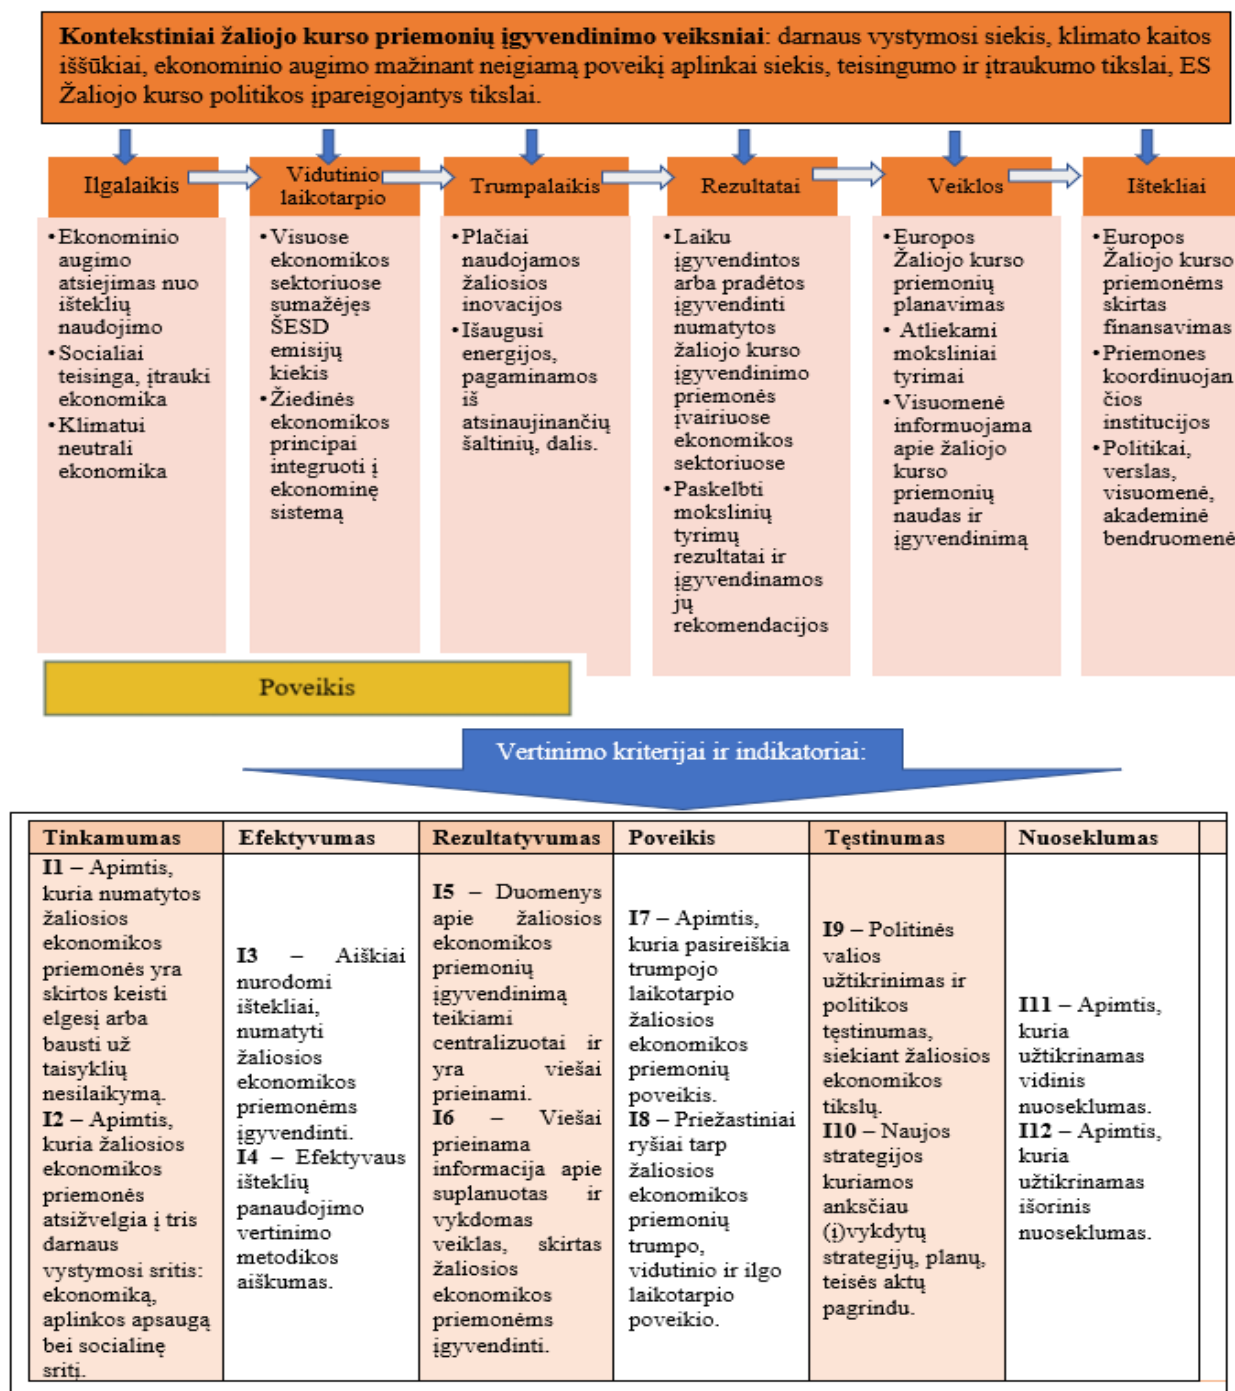 Kontekstiniai žaliojo kurso priemonių įgyvendinimo veiksniai: darnaus vystymosi siekis, klimato kaitos
iššūkiai, ekonominio augimo mažinant neigiamą poveikį aplinkai siekis, teisingumo ir įtraukumo tikslai, ES
Žaliojo kurso politikos įpareigojantys tikslai.
Ilgalaikis
•Ekonominio
augimo
atsiejimas nuo
išteklių
naudojimo
•Socialiai
teisinga, įtrauki
ekonomika
•Klimatui
neutrali
ekonomika
Vidutinio
laikotarpio
•Visuose
ekonomikos
sektoriuose
sumažėjęs
ŠESD
emisijų
kiekis
•Žiedinės
ekonomikos
principai
integruoti į
ekonominę
sistemą
Trumpalaikis
•Plačiai
naudojamos
žaliosios
inovacijos
•Išaugusi
energijos,
pagaminamos
iš
atsinaujinančių
šaltinių, dalis.
Rezultatai
•Laiku
įgyvendintos
arba pradėtos
įgyvendinti
numatytos
žaliojo kurso
įgyvendinimo
priemonės
įvairiuose
ekonomikos
sektoriuose
•Paskelbti
mokslinių
tyrimų
rezultatai ir
įgyvendinamos
jų
rekomendacijos
Veiklos
•Europos
Žaliojo kurso
priemonių
planavimas
• Atliekami
moksliniai
tyrimai
•Visuomenė
informuojama
apie žaliojo
kurso
priemonių
naudas ir
įgyvendinimą
Ištekliai
•Europos
Žaliojo kurso
priemonėms
skirtas
finansavimas
•Priemones
koordinuojan
čios
institucijos
•Politikai,
verslas,
visuomenė,
akademinė
bendruomenė
Poveikis
Vertinimo kriterijai ir indikatoriai:
Tinkamumas
I1 – Apimtis,
kuria numatytos
žaliosios
ekonomikos
priemonės yra
skirtos keisti
elgesį arba
bausti už
taisyklių
nesilaikymą.
I2 – Apimtis,
kuria žaliosios
ekonomikos
priemonės
atsižvelgia į tris
darnaus
vystymosi sritis:
ekonomiką,
aplinkos apsaugą
bei socialinę
sritį.
Efektyvumas
I3 – Aiškiai
nurodomi
ištekliai,
numatyti
žaliosios
ekonomikos
priemonėms
įgyvendinti.
I4 – Efektyvaus
išteklių
panaudojimo
vertinimo
metodikos
aiškumas.
Rezultatyvumas
I5 – Duomenys
apie žaliosios
ekonomikos
priemonių
įgyvendinimą
teikiami
centralizuotai ir
yra viešai
prieinami.
I6 – Viešai
prieinama
informacija apie
suplanuotas ir
vykdomas
veiklas, skirtas
žaliosios
ekonomikos
priemonėms
įgyvendinti.
Poveikis
I7 – Apimtis,
kuria pasireiškia
trumpojo
laikotarpio
žaliosios
ekonomikos
priemonių
poveikis.
I8 – Priežastiniai
ryšiai tarp
žaliosios
ekonomikos
priemonių
trumpo,
vidutinio ir ilgo
laikotarpio
poveikio.
Tęstinumas
I9 – Politinės
valios
užtikrinimas ir
politikos
tęstinumas,
siekiant žaliosios
ekonomikos
tikslų.
I10 – Naujos
strategijos
kuriamos
anksčiau
(į)vykdytų
strategijų, planų,
teisės aktų
pagrindu.
Nuoseklumas
I11 – Apimtis,
kuria
užtikrinamas
vidinis
nuoseklumas.
I12 – Apimtis,
kuria
užtikrinamas
išorinis
nuoseklumas.